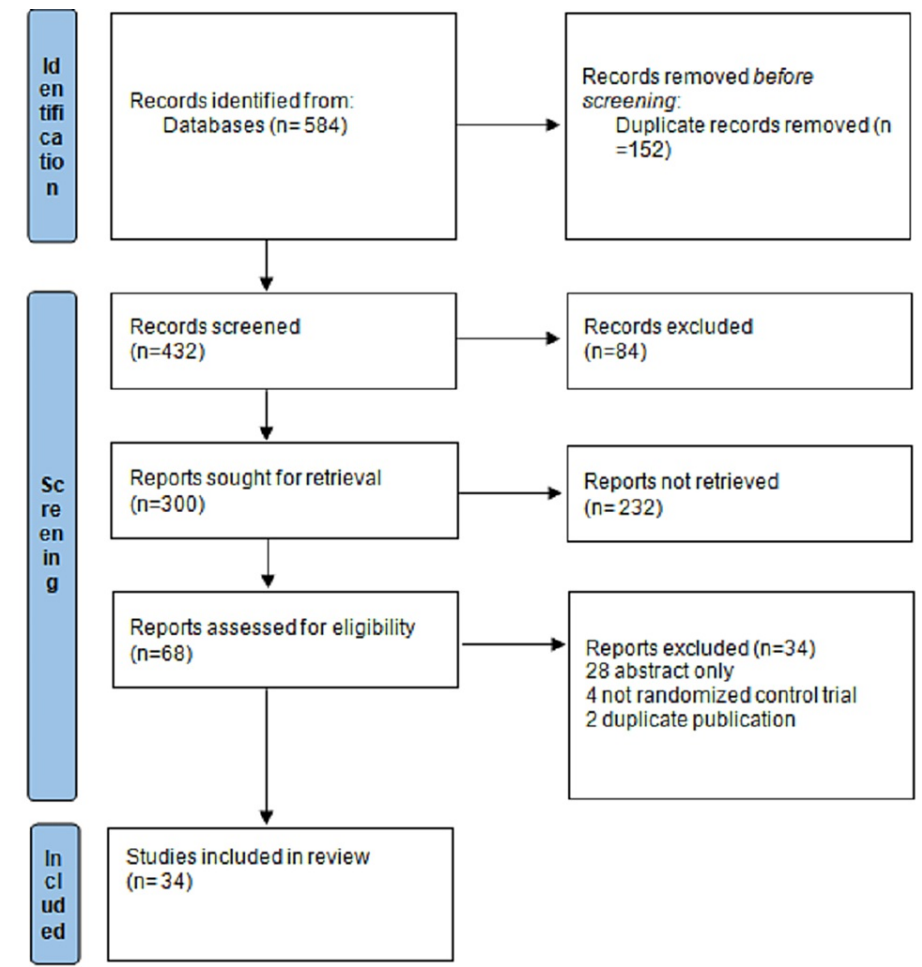 Id
en
tifi
ca
tio
n
Records identified from:
Databases (n= 584)
Records removed before
screening:
Duplicate records removed (n
=152)
Sc
re
en
in
g
Records screened
(n=432)
Records excluded
(n=84)
Reports sought for retrieval
(n=300)
Reports not retrieved
(n= 232)
Reports assessed for eligibility
(n=68)
Reports excluded (n=34)
28 abstract only
4 not randomized control trial
2 duplicate publication
In
cl
ud
ed
Studies included in review
(n= 34)